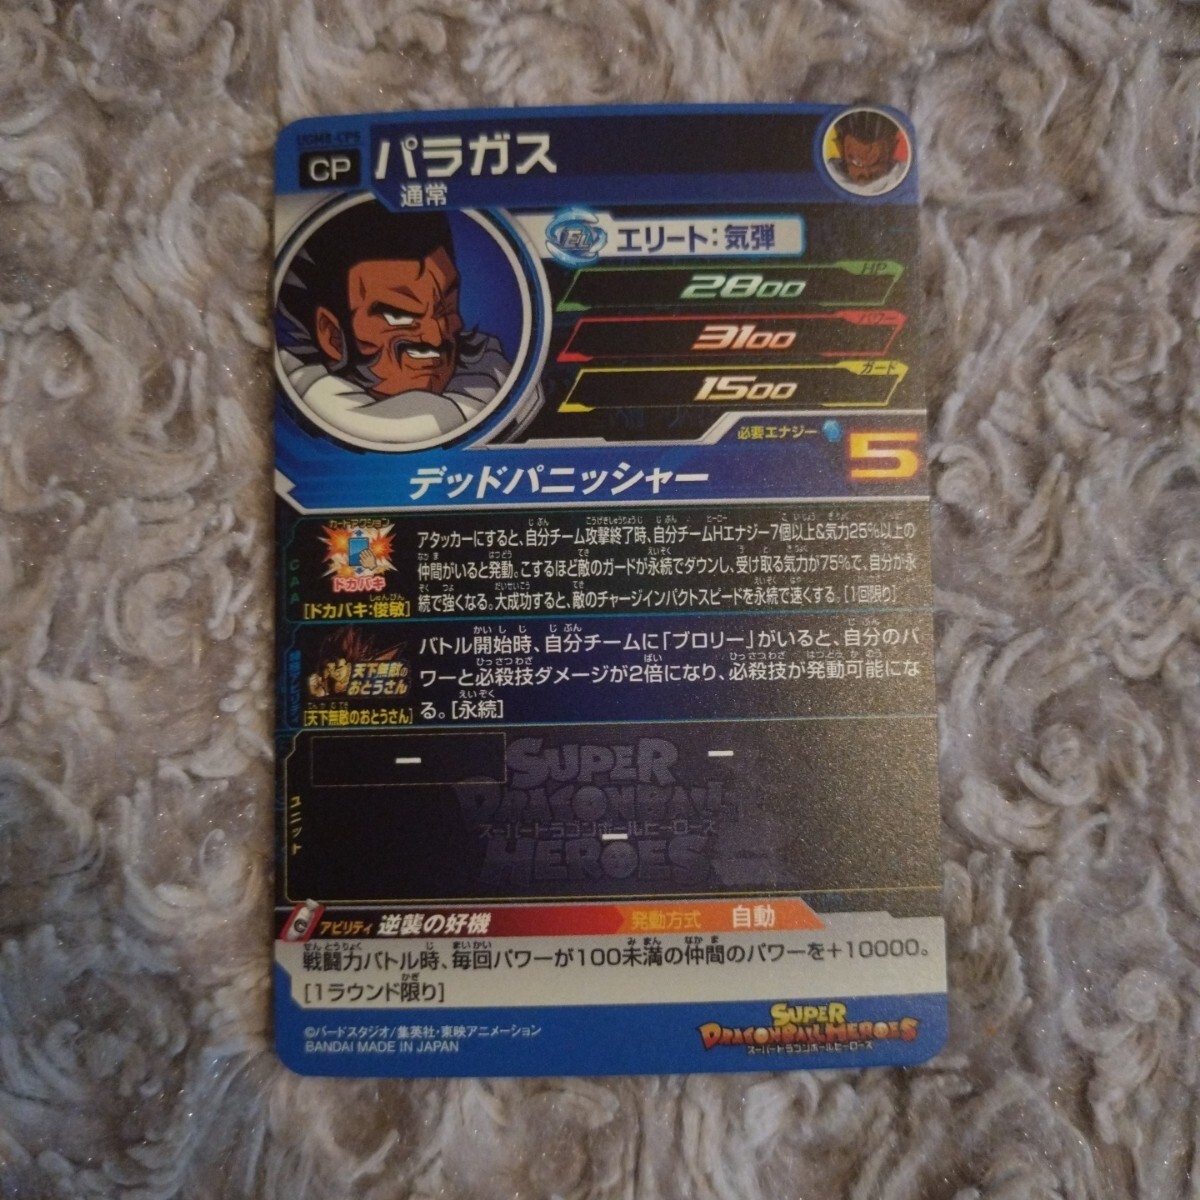 CP
パラガス
通常
エリート:気弾
HP
2800
パワー
3100
ガード
1500
必要エナジー
5
デッドパニッシャー
CAA
カードアクション
ドカバキ
[ドカバキ:俊敏]
アタッカーにすると、自分チーム攻撃終了時、自分チームHエナジー7個以上&気力25%以上の
仲間がいると発動。こするほど敵のガードが永続でダウンし、受け取る気力が75%で、自分が永
続で強くなる。大成功すると、敵のチャージインパクトスピードを永続で速くする。[1回限り]
天下無敵の
おとうさん
[天下無敵のおとうさん]
バトル開始時、自分チームに「ブロリー」がいると、自分のパ
ワーと必殺技ダメージが2倍になり、必殺技が発動可能にな
る。[永続]
ユニット
ー
ー
ー
SUPER
DRAGONBALL
スーパードラゴンボールヒーローズ
HEROES
アビリティ 逆襲の好機
発動方式 自動
戦闘力バトル時、毎回パワーが100未満の仲間のパワーを+10000。
[1ラウンド限り]
©バードスタジオ/集英社・東映アニメーション
BANDAI MADE IN JAPAN
SUPER
DRAGONBALL HEROES
スーパードラゴンボールヒーローズ